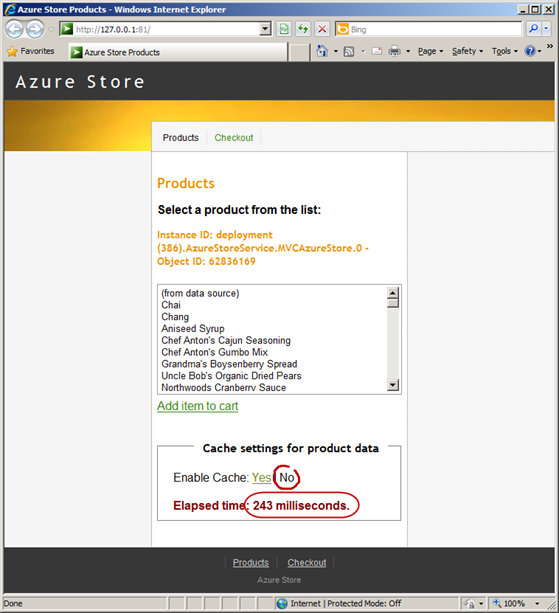 Azure Store Products - Windows Internet Explorer
http://127.0.0.1:81/
Bing
Favorites
Azure Store Products
Page
Safety
Tools
Azure Store
Products
Checkout
Products
Select a product from the list:
Instance ID: deployment
(386).AzureStoreService.MVCAzureStore.0 -
Object ID: 62836169
(from data source)
Chai
Chang
Aniseed Syrup
Chef Anton's Cajun Seasoning
Chef Anton's Gumbo Mix
Grandma's Boysenberry Spread
Uncle Bob's Organic Dried Pears
Northwoods Cranberry Sauce
Add item to cart
Cache settings for product data
Enable Cache: Yes No
Elapsed time: 243 milliseconds.
Products
Checkout
Azure Store
Done
Internet | Protected Mode: Off
100%